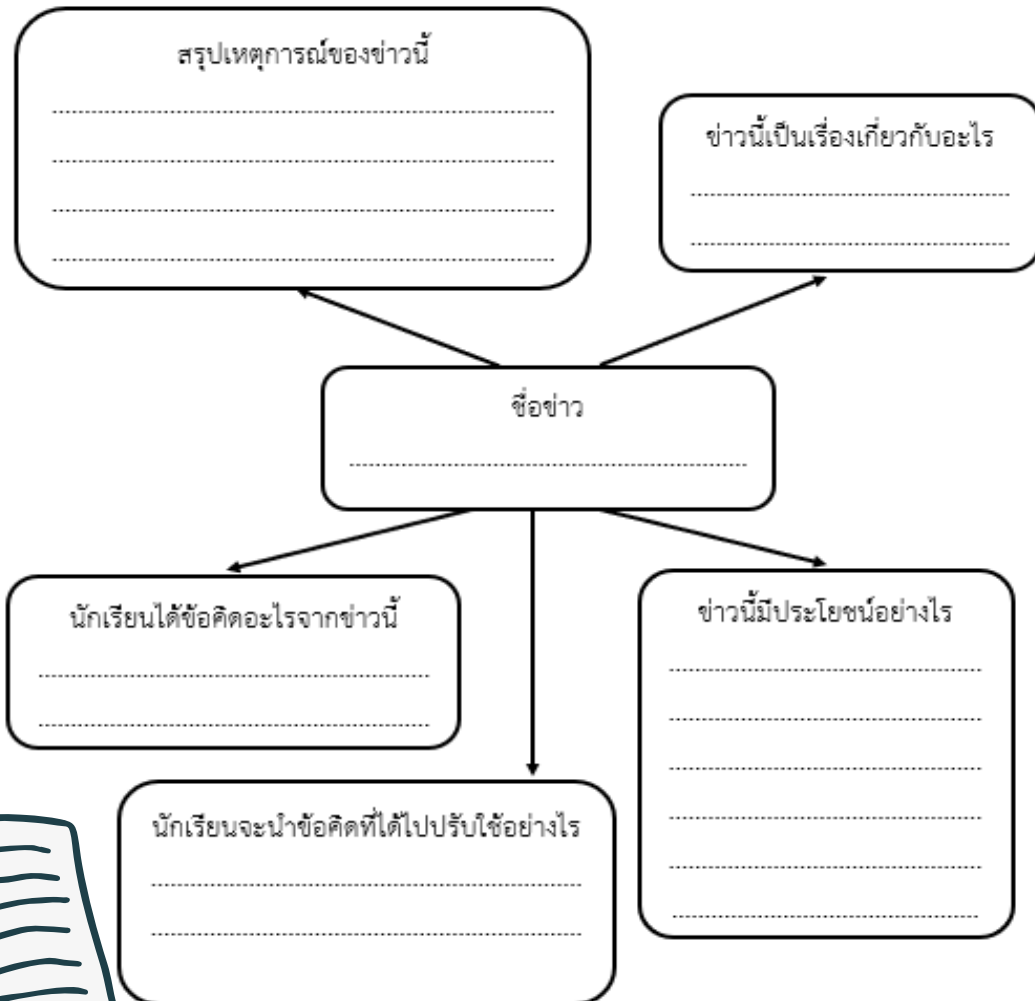 สรุปเหตุการณ์ของข่าวนี้
ข่าวนี้เป็นเรื่องเกี่ยวกับอะไร
ชื่อข่าว
นักเรียนได้ข้อคิดอะไรจากข่าวนี้
ข่าวนี้มีประโยชน์อย่างไร
นักเรียนจะนำข้อคิดที่ได้ไปปรับใช้อย่างไร